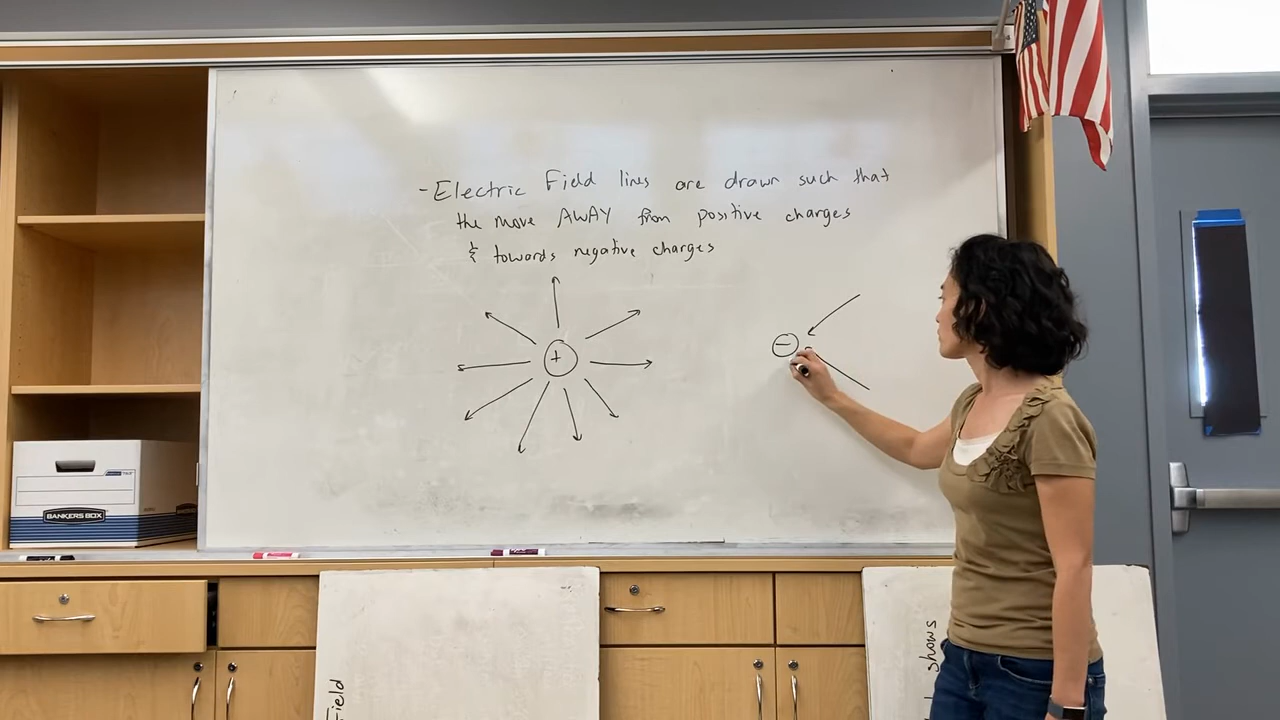 - Electric Field lines are drawn such that
the move AWAY from positive charges
& towards negative charges
+
-
BANKERS BOX
Field
shows